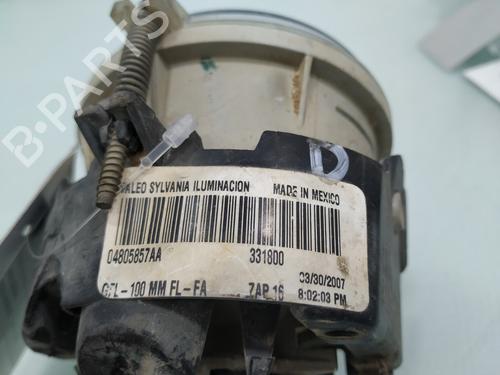 B-PARTS
D
VALEO SYLVANIA ILUMINACION MADE IN MEXICO
04805857AA 331800
03/30/2007
100 MM FL-FA ZAP 16 8:02:03 PM